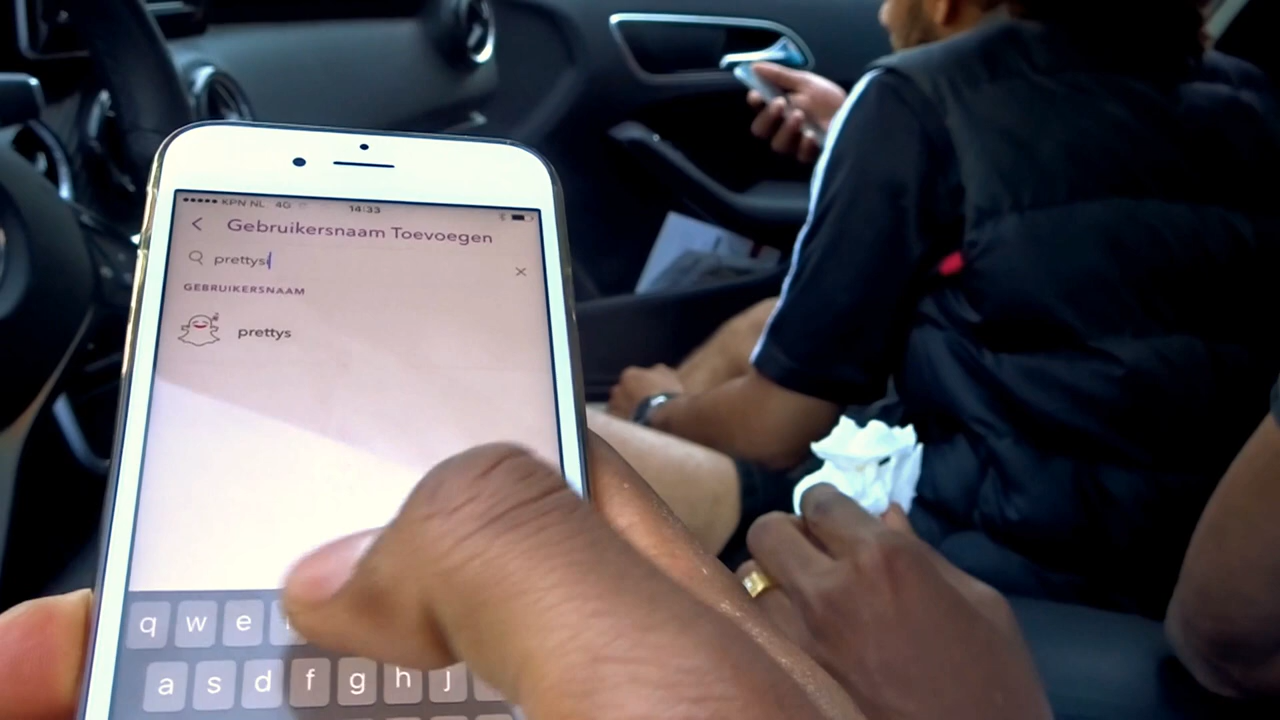 KPN NL 4G 14:33
Gebruikersnaam Toevoegen
prettys
GEBRUIKERSNAAM
prettys
q w e
a s d f g h j